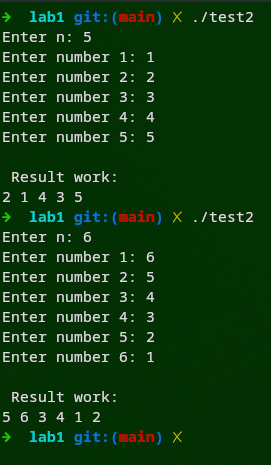 → lab1 git:(main) ✗ ./test2
Enter n: 5
Enter number 1: 1
Enter number 2: 2
Enter number 3: 3
Enter number 4: 4
Enter number 5: 5
Result work:
2 1 4 3 5
→ lab1 git:(main) ✗ ./test2
Enter n: 6
Enter number 1: 6
Enter number 2: 5
Enter number 3: 4
Enter number 4: 3
Enter number 5: 2
Enter number 6: 1
Result work:
5 6 3 4 1 2
→ lab1 git:(main) ✗